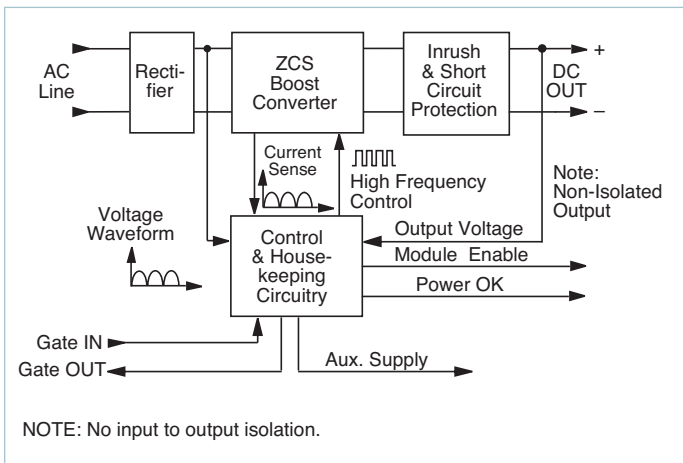 AC
Line
Recti-
fier
ZCS
Boost
Converter
Inrush
& Short
Circuit
Protection
+
DC
OUT
–
Current
Sense
High Frequency
Control
Note:
Non-Isolated
Output
Voltage
Waveform
Control
& House-
keeping
Circuitry
Output Voltage
Module Enable
Power OK
Gate IN
Gate OUT
Aux. Supply
NOTE: No input to output isolation.